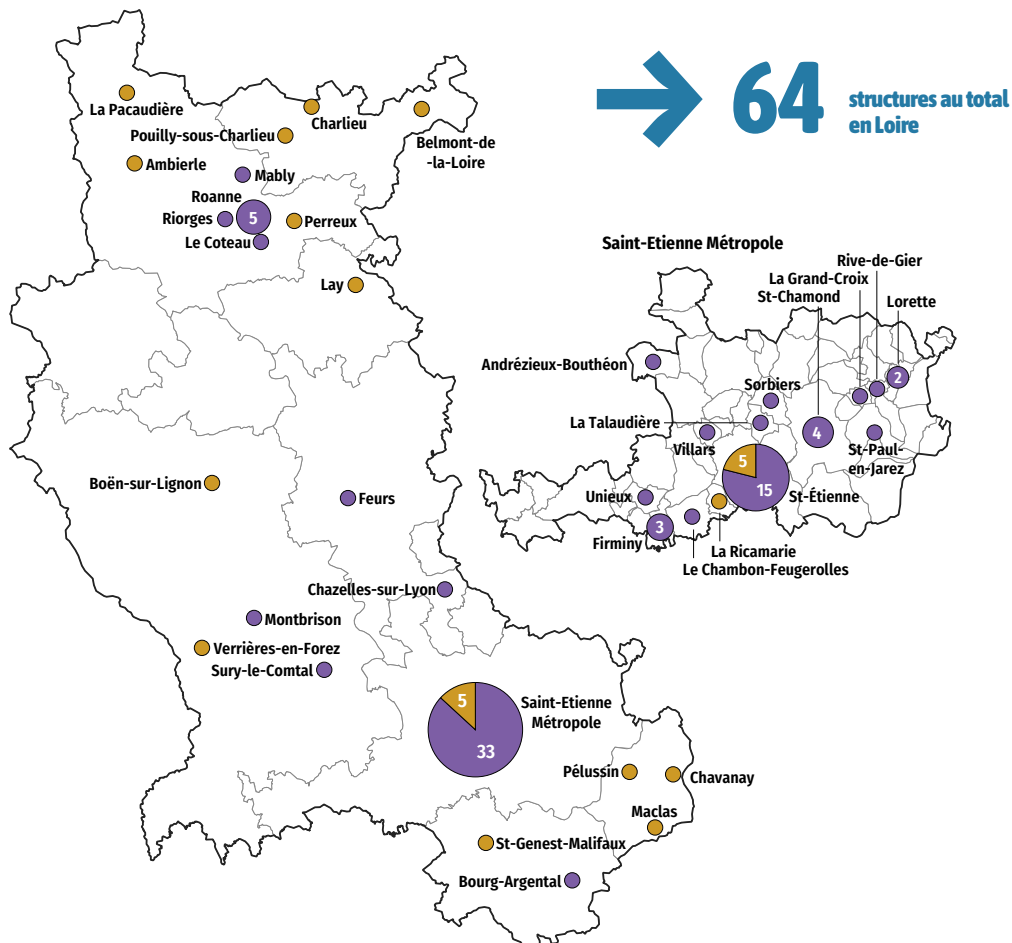 64
structures au total
en Loire
La Pacaudière
Charlieu
Pouilly-sous-Charlieu
Belmont-de
-la-Loire
Ambierle
Mably
Roanne
5
Riorges
Perreux
Le Coteau
Lay
Saint-Etienne Métropole
Rive-de-Gier
La Grand-Croix
St-Chamond
Lorette
Andrézieux-Bouthéon
2
Sorbiers
La Talaudière
4
Villars
St-Paul-
en-Jarez
5
15
St-Étienne
Unieux
3
Firminy
La Ricamarie
Le Chambon-Feugerolles
Boën-sur-Lignon
Feurs
Chazelles-sur-Lyon
Montbrison
Verrières-en-Forez
Sury-le-Comtal
5
33
Saint-Etienne
Métropole
Pélussin
Chavanay
Maclas
St-Genest-Malifaux
Bourg-Argental